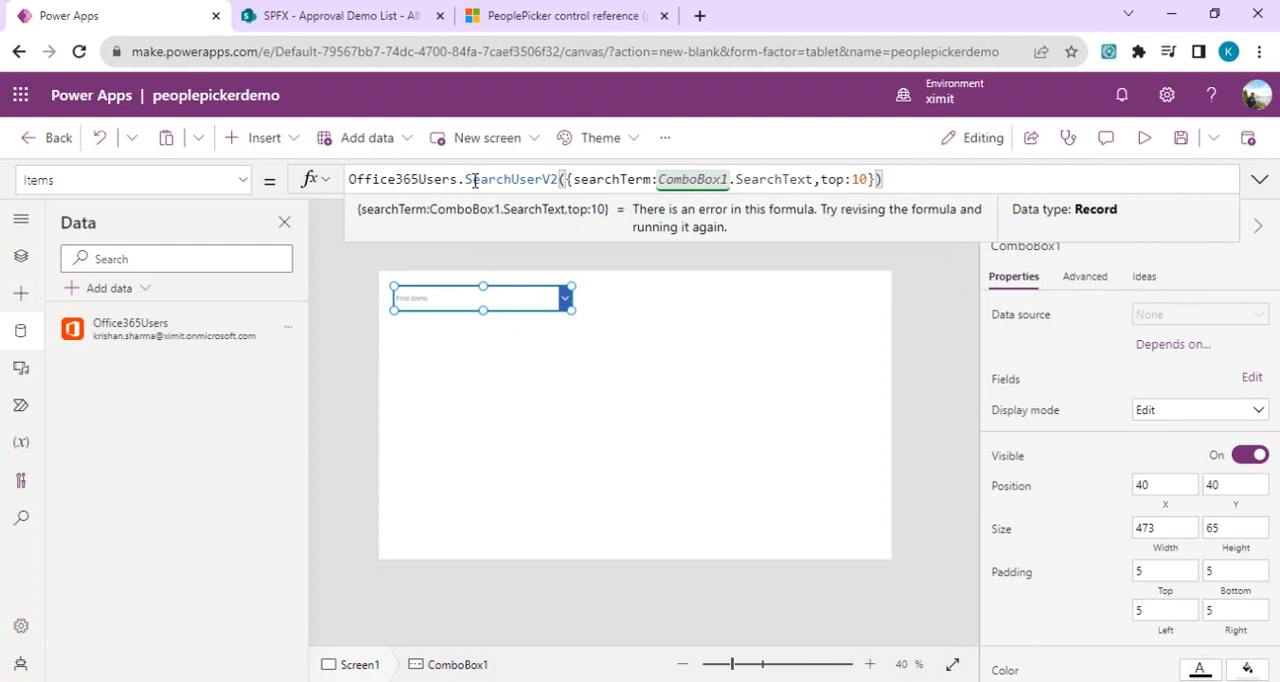 Power Apps
SPFX - Approval Demo List - All
PeoplePicker control reference (
make.powerapps.com/e/Default-79567bb7-74dc-4700-84fa-7caef3506f32/canvas/?action=new-blank&form-factor=tablet&name=peoplepickerdemo
K
Power Apps | peoplepickerdemo
Environment
ximit
Back
Insert
Add data
New screen
Theme
Editing
Items
=
fx
Office365Users.SearchUserV2({searchTerm:ComboBox1.SearchText,top:10})
{searchTerm:ComboBox1.SearchText,top:10} = There is an error in this formula. Try revising the formula and
running it again.
Data type: Record
Data
Search
Add data
Office365Users
krishan.sharma@ximit.onmicrosoft.com
Find items
ComboBox1
Properties
Advanced
Ideas
Data source
None
Depends on...
Fields
Edit
Display mode
Edit
Visible
On
Position
40
40
X
Y
Size
473
65
Width
Height
Padding
5
5
Top
Bottom
5
5
Left
Right
Color
A
Screen1
ComboBox1
40 %